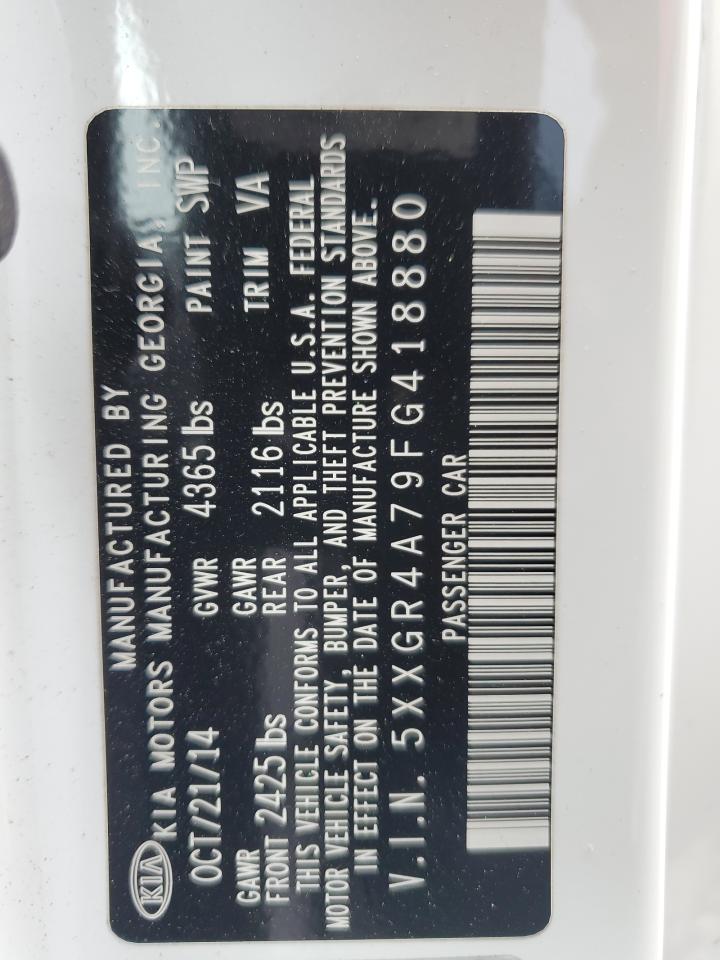 MANUFACTURED BY
KIA KIA MOTORS MANUFACTURING GEORGIA, INC.
OCT/21/14 GVWR 4365 lbs PAINT SWP
GAWR FRONT 2425 lbs GAWR REAR 2116 lbs TRIM VA
THIS VEHICLE CONFORMS TO ALL APPLICABLE U.S.A. FEDERAL
MOTOR VEHICLE SAFETY, BUMPER, AND THEFT PREVENTION STANDARDS
IN EFFECT ON THE DATE OF MANUFACTURE SHOWN ABOVE.
V.I.N. 5XXGR4A79FG418880
PASSENGER CAR